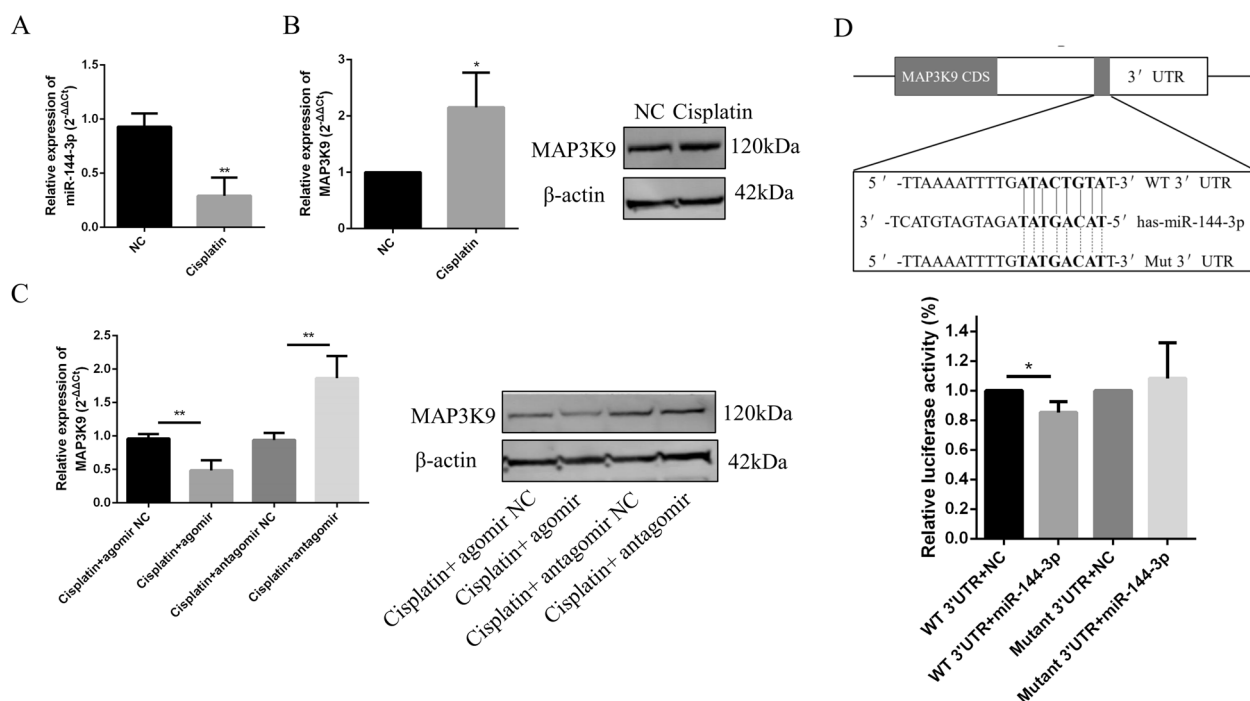 A
Relative expression of
miR-144-3p (2-ΔΔCt)
1.5
1.0
0.5
0.0
**
NC
Cisplatin
B
Relative expression of
MAP3K9 (2-ΔΔCt)
3
2
1
0
*
NC
Cisplatin
NC Cisplatin
MAP3K9
120kDa
β-actin
42kDa
C
Relative expression of
MAP3K9 (2-ΔΔCt)
2.5
2.0
1.5
1.0
0.5
0.0
**
**
Cisplatin+agomir NC
Cisplatin+agomir
Cisplatin+antagomir NC
Cisplatin+antagomir
MAP3K9
120kDa
β-actin
42kDa
Cisplatin+ agomir NC
Cisplatin+ agomir
Cisplatin+ antagomir NC
Cisplatin+ antagomir
D
MAP3K9 CDS
3′ UTR
5′ -TTAAAATTTTGATACTGTAT-3′ WT 3′ UTR
3′ -TCATGTAGTAGATATGACAT-5′ has-miR-144-3p
5′ -TTAAAATTTTGTATGACATT-3′ Mut 3′ UTR
Relative luciferase activity (%)
1.4
1.2
1.0
0.8
0.6
0.4
0.2
0.0
*
WT 3'UTR+NC
WT 3'UTR+miR-144-3p
Mutant 3'UTR+NC
Mutant 3'UTR+miR-144-3p